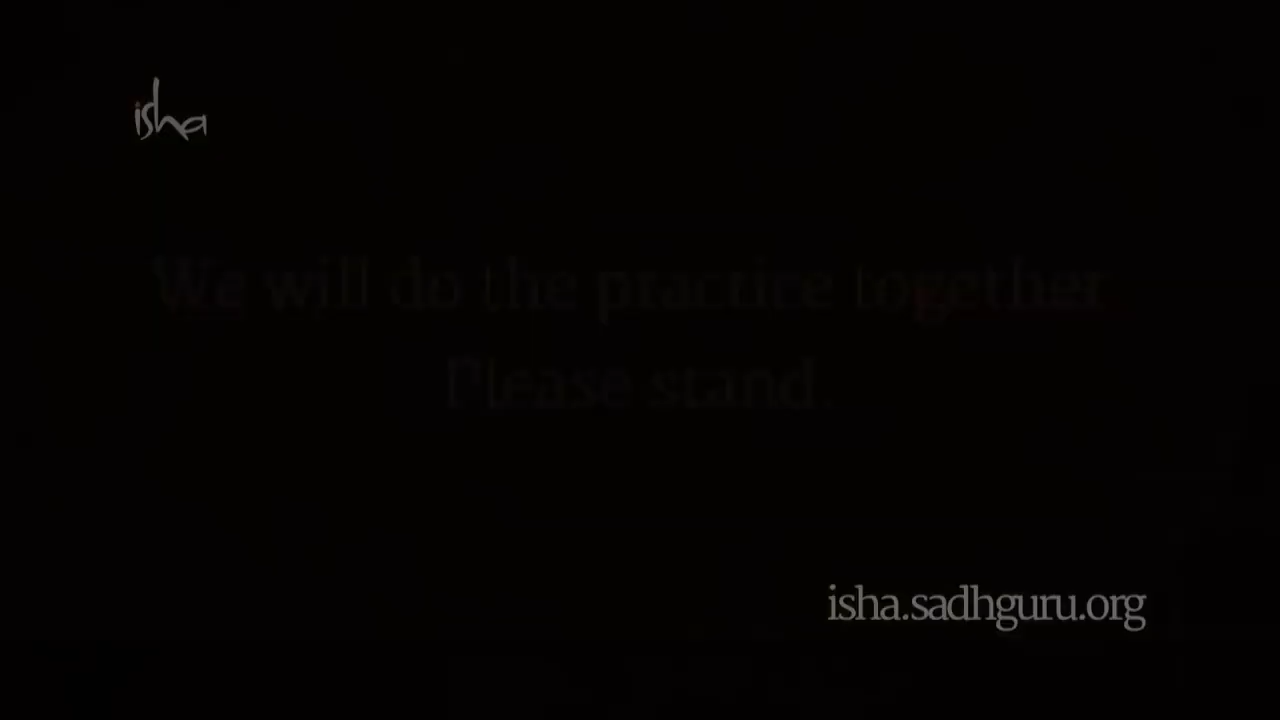 isha
We will do the practice together
Please stand
isha.sadhguru.org